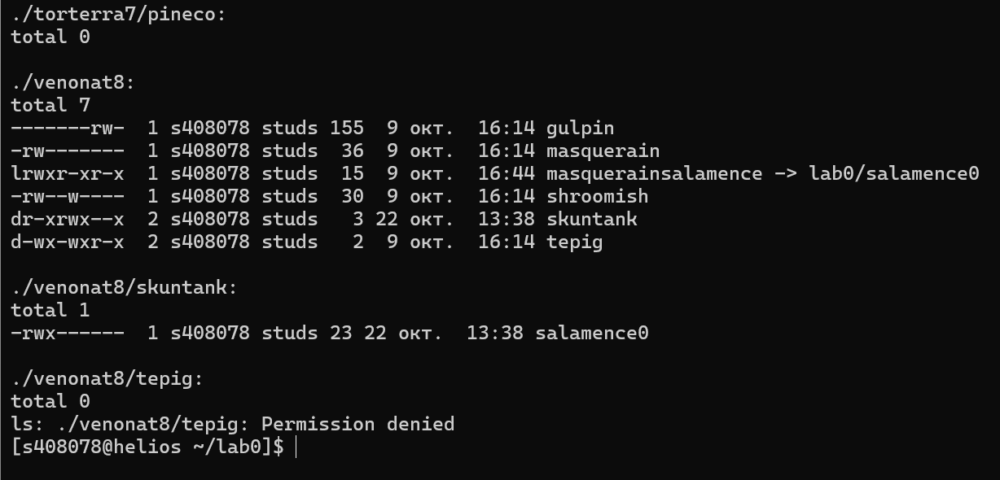 ./torterra7/pineco:
total 0
./venonat8:
total 7
-------rw-  1 s408078 studs 155  9 окт.  16:14 gulpin
-rw-------  1 s408078 studs  36  9 окт.  16:14 masquerain
lrwxr-xr-x  1 s408078 studs  15  9 окт.  16:44 masquerainsalamence -> lab0/salamence0
-rw--w----  1 s408078 studs  30  9 окт.  16:14 shroomish
dr-xrwx--x  2 s408078 studs   3 22 окт.  13:38 skuntank
d-wx-wxr-x  2 s408078 studs   2  9 окт.  16:14 tepig
./venonat8/skuntank:
total 1
-rwx------  1 s408078 studs 23 22 окт.  13:38 salamence0
./venonat8/tepig:
total 0
ls: ./venonat8/tepig: Permission denied
[s408078@helios ~/lab0]$